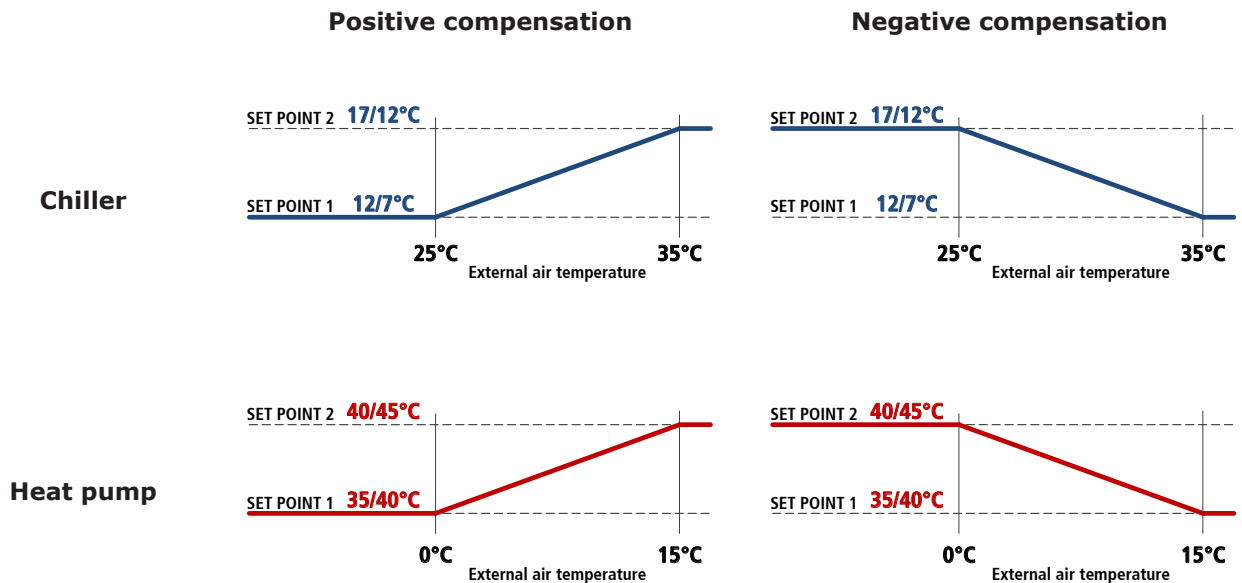 Positive compensation
Negative compensation
Chiller
SET POINT 2 17/12°C
SET POINT 1 12/7°C
25°C 35°C
External air temperature
SET POINT 2 17/12°C
SET POINT 1 12/7°C
25°C 35°C
External air temperature
Heat pump
SET POINT 2 40/45°C
SET POINT 1 35/40°C
0°C 15°C
External air temperature
SET POINT 2 40/45°C
SET POINT 1 35/40°C
0°C 15°C
External air temperature